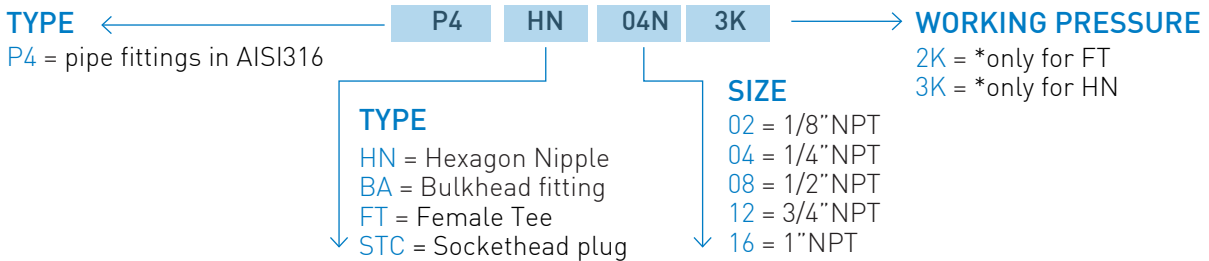 TYPE
P4 = pipe fittings in AISI316
P4 HN 04N 3K
WORKING PRESSURE
2K = *only for FT
3K = *only for HN
TYPE
HN = Hexagon Nipple
BA = Bulkhead fitting
FT = Female Tee
STC = Sockethead plug
SIZE
02 = 1/8”NPT
04 = 1/4”NPT
08 = 1/2”NPT
12 = 3/4”NPT
16 = 1”NPT